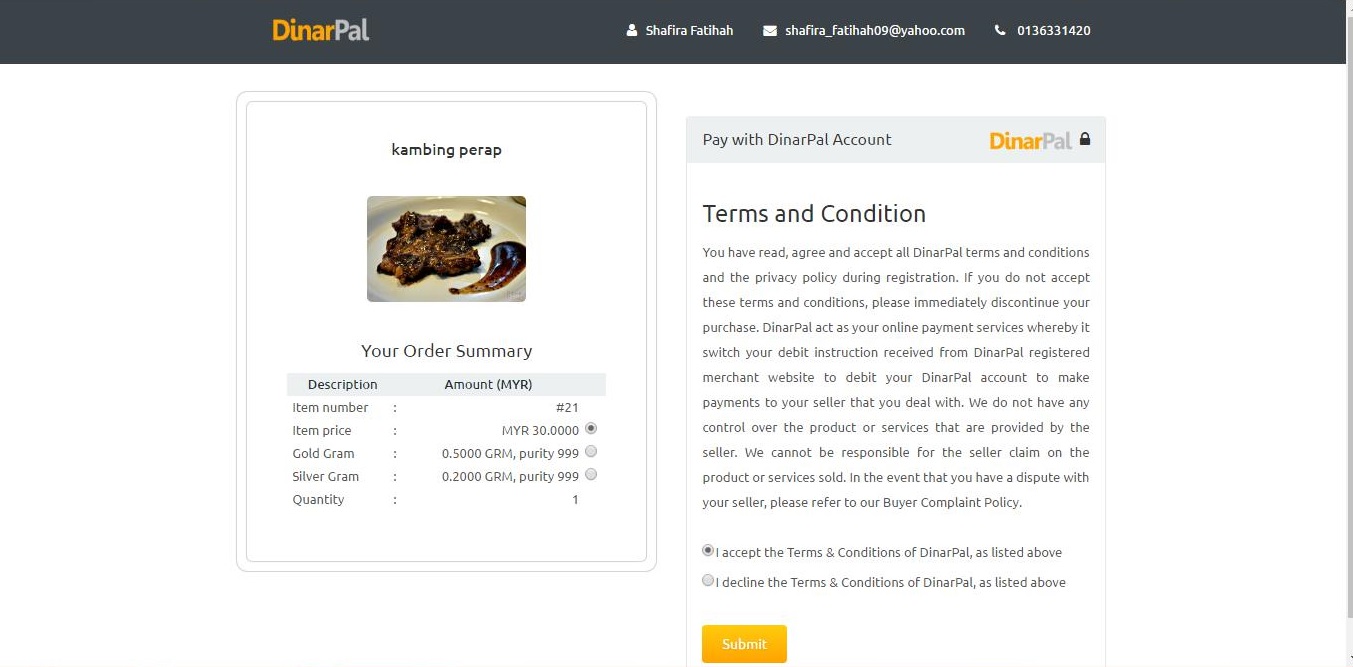 DinarPal
Shafira Fatihah shafira_fatihah09@yahoo.com 0136331420
kambing perap
Your Order Summary
Description Amount (MYR)
Item number : #21
Item price : MYR 30.0000
Gold Gram : 0.5000 GRM, purity 999
Silver Gram : 0.2000 GRM, purity 999
Quantity : 1
Pay with DinarPal Account DinarPal
Terms and Condition
You have read, agree and accept all DinarPal terms and conditions
and the privacy policy during registration. If you do not accept
these terms and conditions, please immediately discontinue your
purchase. DinarPal act as your online payment services whereby it
switch your debit instruction received from DinarPal registered
merchant website to debit your DinarPal account to make
payments to your seller that you deal with. We do not have any
control over the product or services that are provided by the
seller. We cannot be responsible for the seller claim on the
product or services sold. In the event that you have a dispute with
your seller, please refer to our Buyer Complaint Policy.
I accept the Terms & Conditions of DinarPal, as listed above
I decline the Terms & Conditions of DinarPal, as listed above
Submit